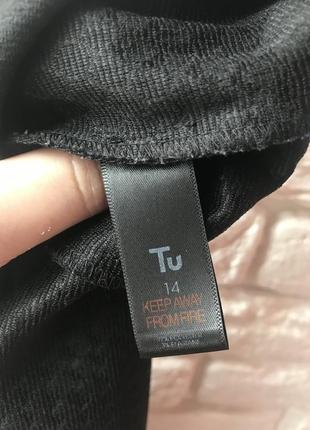 Tu
14
KEEP AWAY
FROM FIRE